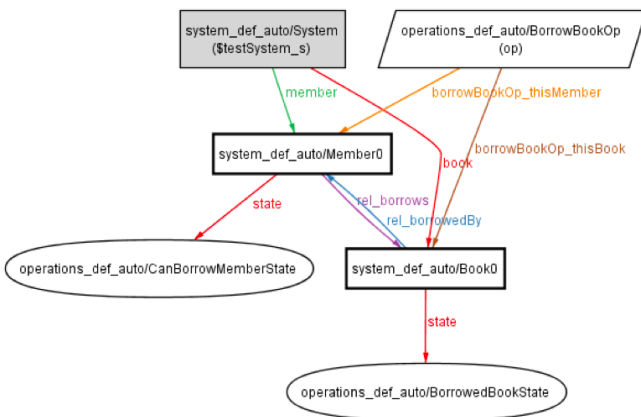 system_def_auto/System
($testSystem_s)
operations_def_auto/BorrowBookOp
(op)
member
borrowBookOp_thisMember
system_def_auto/Member0
book
borrowBookOp_thisBook
state
rel_borrows
rel_borrowedBy
operations_def_auto/CanBorrowMemberState
system_def_auto/Book0
state
operations_def_auto/BorrowedBookState